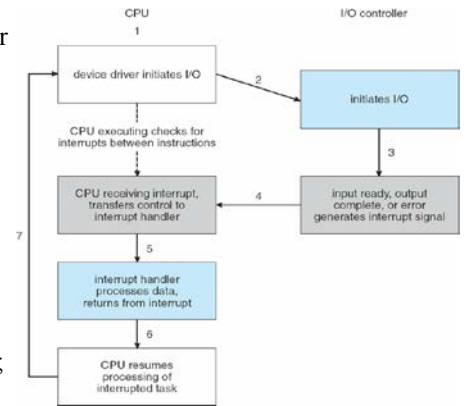 CPU
I/O controller
1
r
device driver initiates I/O
2
initiates I/O
CPU executing checks for
interrupts between instructions
3
CPU receiving interrupt,
transfers control to
interrupt handler
4
input ready, output
complete, or error
generates interrupt signal
7
5
interrupt handler
processes data,
returns from interrupt
6
CPU resumes
processing of
interrupted task
;